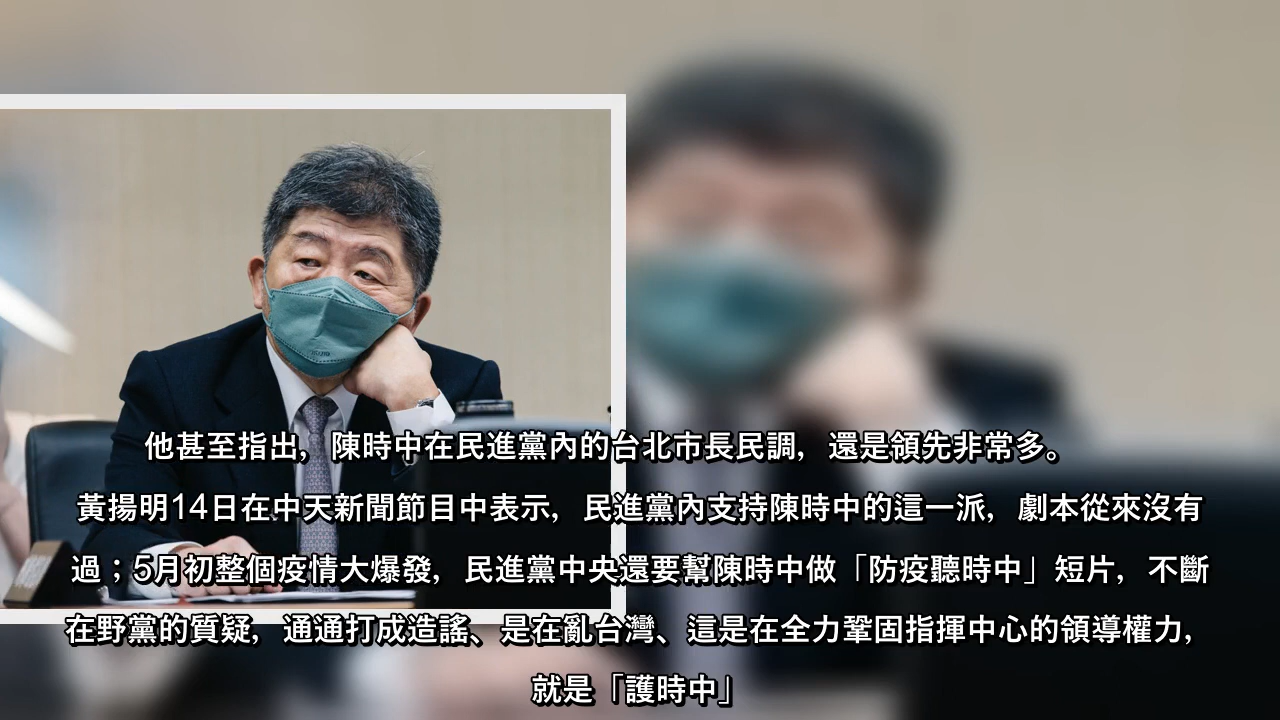 他甚至指出，陳時中在民進黨內的台北市長民調，還是領先非常多。
黃揚明14日在中天新聞節目中表示，民進黨內支持陳時中的這一派，劇本從來沒有
過；5月初整個疫情大爆發，民進黨中央還要幫陳時中做「防疫聽時中」短片，不斷
在野黨的質疑，通通打成造謠、是在亂台灣、這是在全力鞏固指揮中心的領導權力，
就是「護時中」